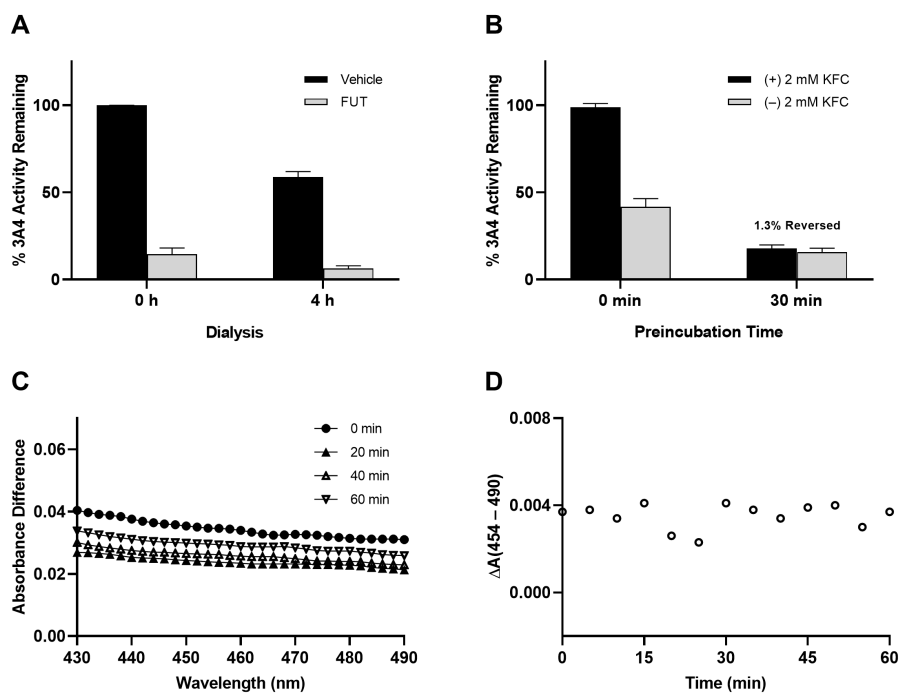 A
% 3A4 Activity Remaining
100
50
0
Vehicle
FUT
0 h
4 h
Dialysis
B
% 3A4 Activity Remaining
100
50
0
(+) 2 mM KFC
(–) 2 mM KFC
1.3% Reversed
0 min
30 min
Preincubation Time
C
Absorbance Difference
0.06
0.04
0.02
0.00
0 min
20 min
40 min
60 min
430
440
450
460
470
480
490
Wavelength (nm)
D
ΔA(454 – 490)
0.008
0.004
0.000
0
15
30
45
60
Time (min)